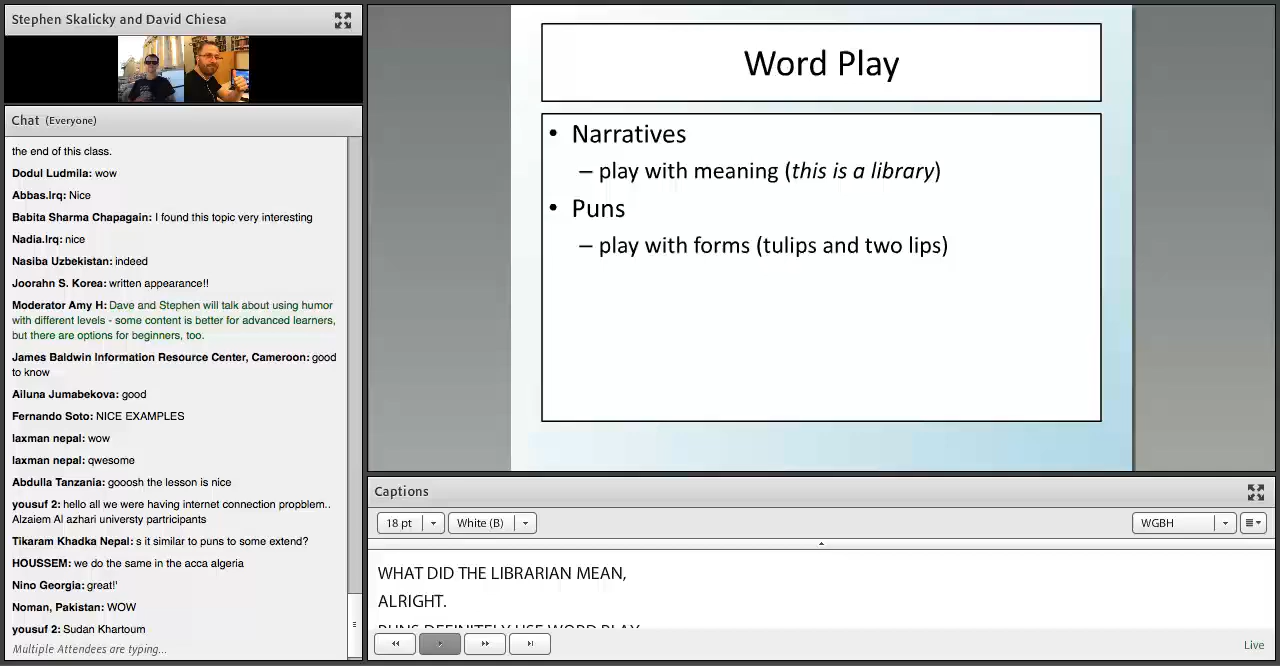 Stephen Skalicky and David Chiesa
Chat (Everyone)
the end of this class.
Dodul Ludmila: wow
Abbas.Irq: Nice
Babita Sharma Chapagain: I found this topic very interesting
Nadia.Irq: nice
Nasiba Uzbekistan: indeed
Joorahn S. Korea: written appearance!!
Moderator Amy H: Dave and Stephen will talk about using humor
with different levels - some content is better for advanced learners,
but there are options for beginners, too.
James Baldwin Information Resource Center, Cameroon: good
to know
Ailuna Jumabekova: good
Fernando Soto: NICE EXAMPLES
laxman nepal: wow
laxman nepal: qwesome
Abdulla Tanzania: gooosh the lesson is nice
yousuf 2: hello all we were having internet connection propblem..
Alzaiem Al azhari universty partricipants
Tikaram Khadka Nepal: s it similar to puns to some extend?
HOUSSEM: we do the same in the acca algeria
Nino Georgia: great!'
Noman, Pakistan: WOW
yousuf 2: Sudan Khartoum
Multiple Attendees are typing...
Word Play
• Narratives
– play with meaning (this is a library)
• Puns
– play with forms (tulips and two lips)
Captions
18 pt White (B) WGBH
WHAT DID THE LIBRARIAN MEAN,
ALRIGHT.
PUNS DEFINITELY USE WORD PLAY
Live